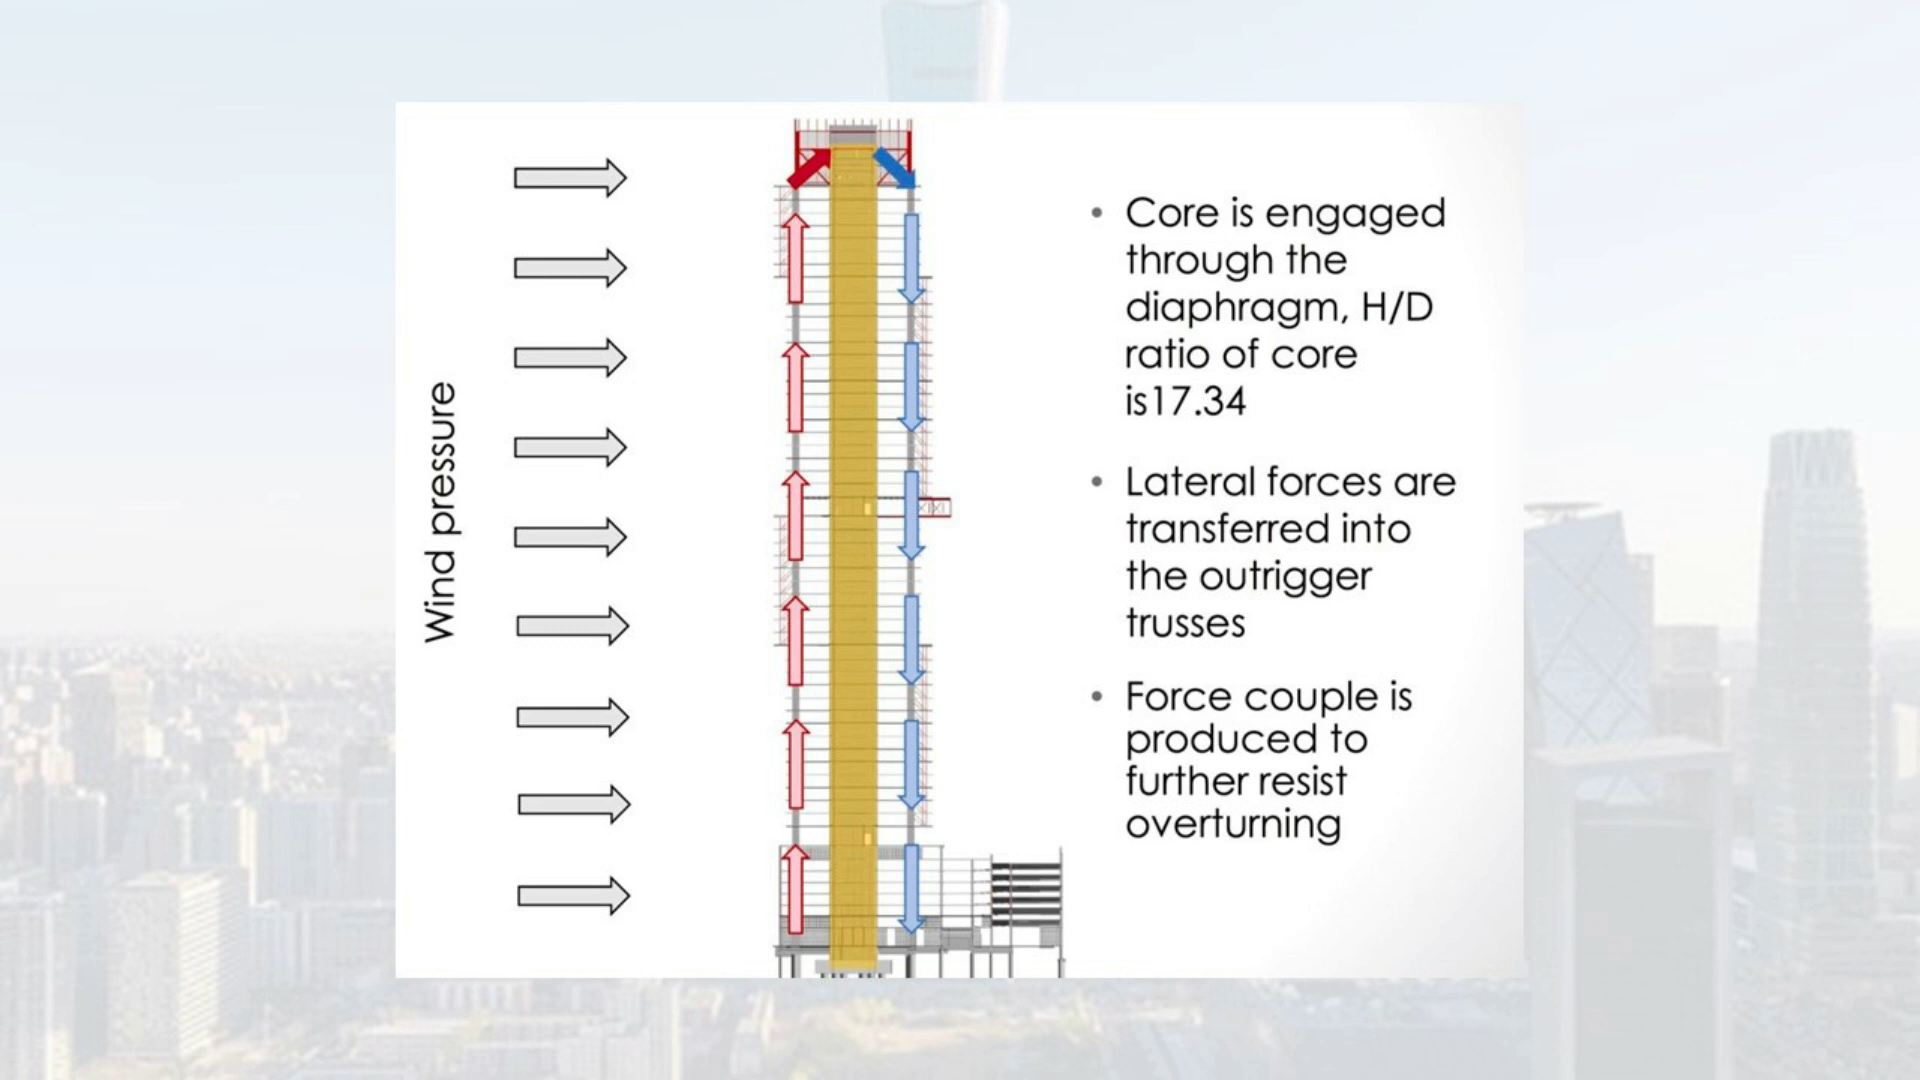 Wind pressure
• Core is engaged
through the
diaphragm, H/D
ratio of core
is17.34
• Lateral forces are
transferred into
the outrigger
trusses
• Force couple is
produced to
further resist
overturning